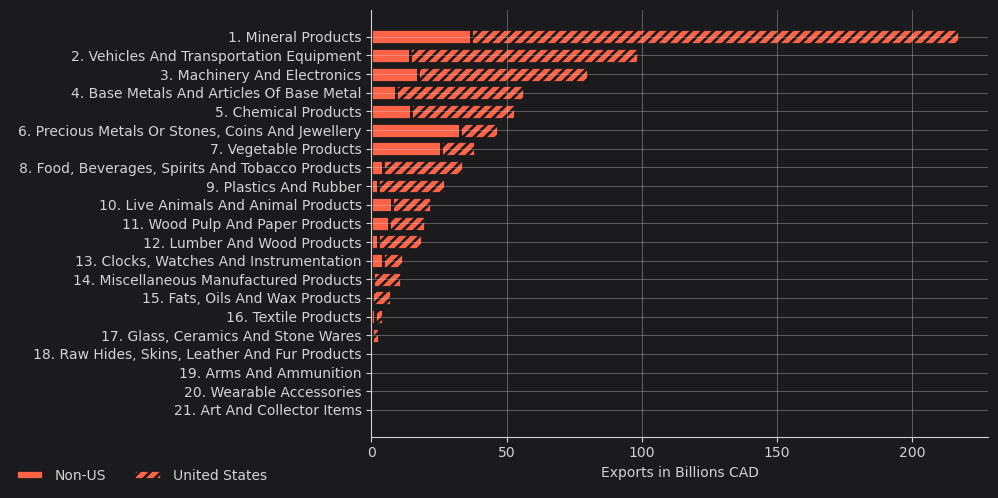 1. Mineral Products
2. Vehicles And Transportation Equipment
3. Machinery And Electronics
4. Base Metals And Articles Of Base Metal
5. Chemical Products
6. Precious Metals Or Stones, Coins And Jewellery
7. Vegetable Products
8. Food, Beverages, Spirits And Tobacco Products
9. Plastics And Rubber
10. Live Animals And Animal Products
11. Wood Pulp And Paper Products
12. Lumber And Wood Products
13. Clocks, Watches And Instrumentation
14. Miscellaneous Manufactured Products
15. Fats, Oils And Wax Products
16. Textile Products
17. Glass, Ceramics And Stone Wares
18. Raw Hides, Skins, Leather And Fur Products
19. Arms And Ammunition
20. Wearable Accessories
21. Art And Collector Items
0 50 100 150 200
Exports in Billions CAD
Non-US United States